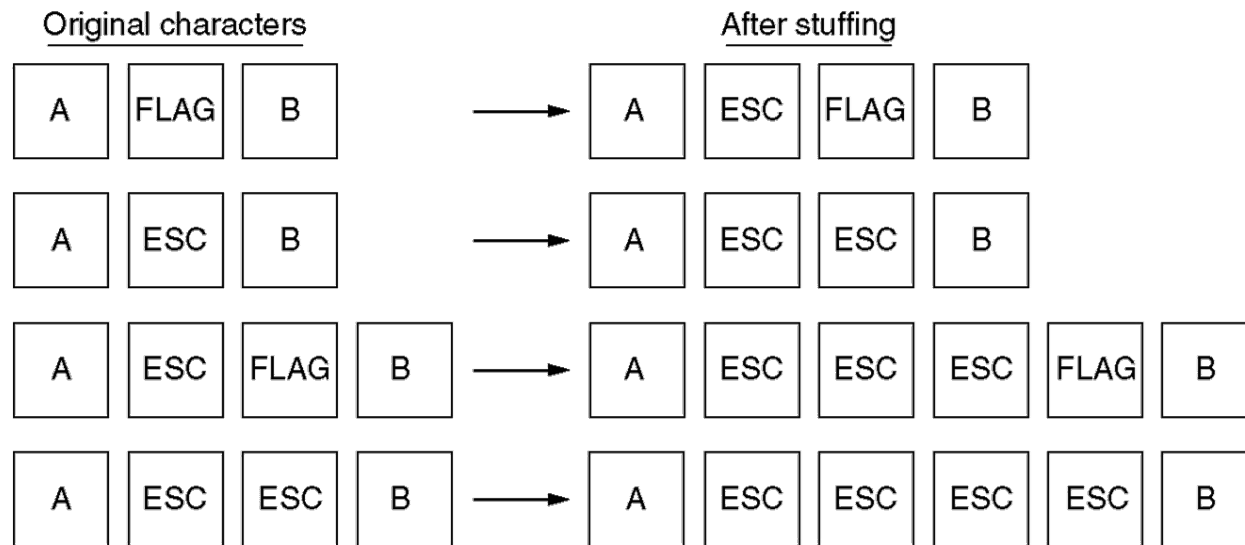 Original characters After stuffing
A FLAG B A ESC FLAG B
A ESC B A ESC ESC B
A ESC FLAG B A ESC ESC ESC FLAG B
A ESC ESC B A ESC ESC ESC ESC B